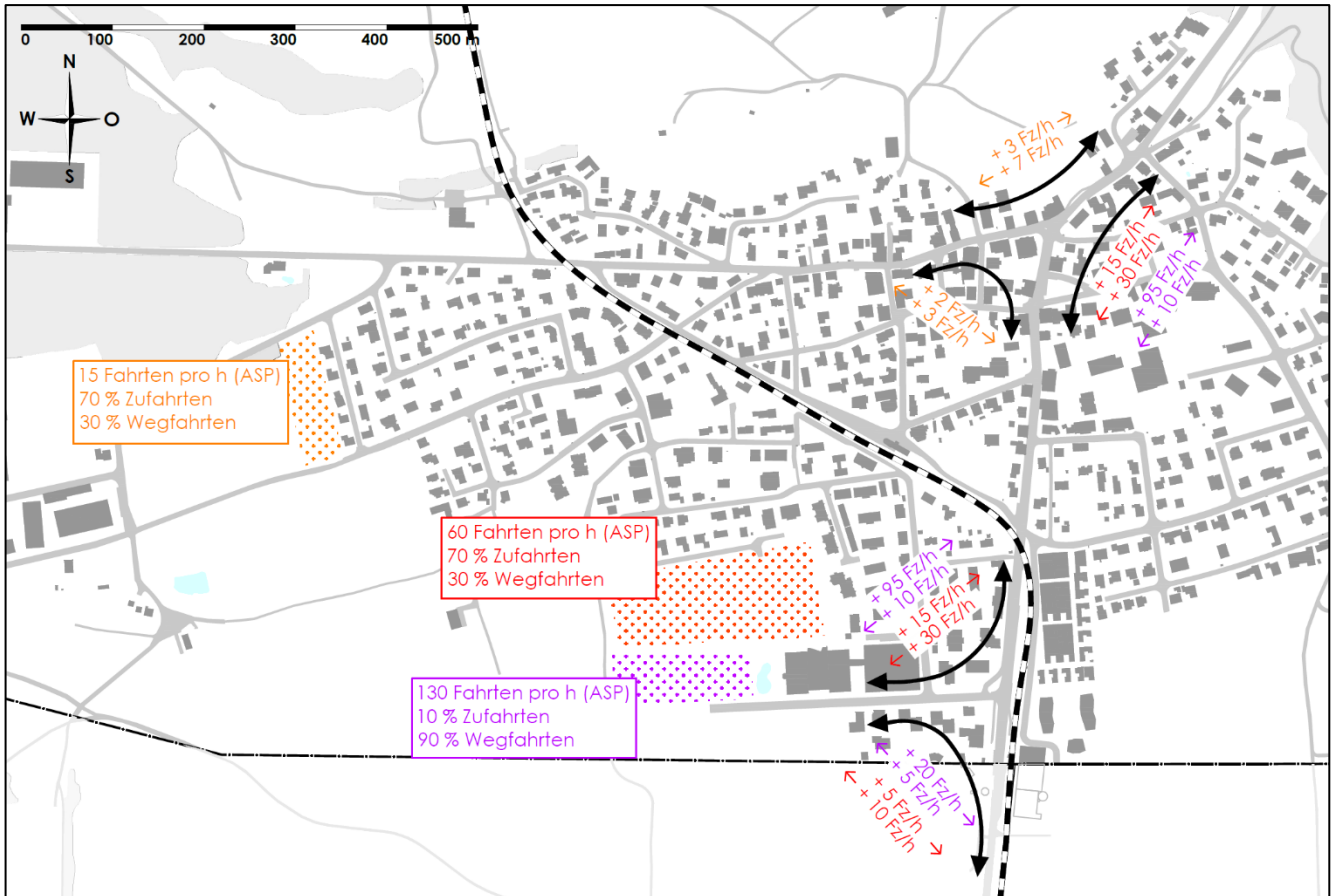 0 100 200 300 400 500 m
N
W O
S
+ 3 Fz/h →
← + 7 Fz/h
+ 15 Fz/h →
← + 30 Fz/h
+ 95 Fz/h →
← + 10 Fz/h
← + 2 Fz/h
+ 3 Fz/h →
15 Fahrten pro h (ASP)
70 % Zufahrten
30 % Wegfahrten
60 Fahrten pro h (ASP)
70 % Zufahrten
30 % Wegfahrten
+ 95 Fz/h →
← + 10 Fz/h
+ 15 Fz/h →
← + 30 Fz/h
130 Fahrten pro h (ASP)
10 % Zufahrten
90 % Wegfahrten
+ 20 Fz/h →
← + 5 Fz/h
+ 5 Fz/h →
← + 10 Fz/h